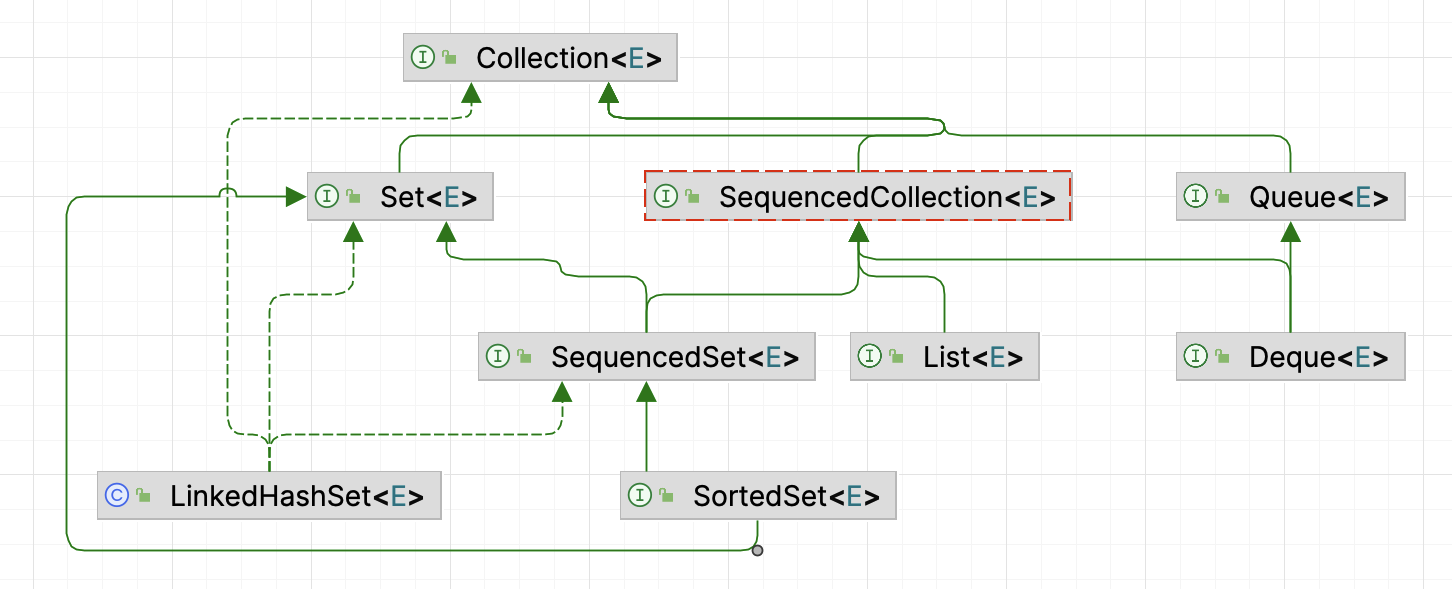 I Collection<E>
I Set<E>
I SequencedCollection<E>
I Queue<E>
I SequencedSet<E>
I List<E>
I Deque<E>
C LinkedHashSet<E>
I SortedSet<E>